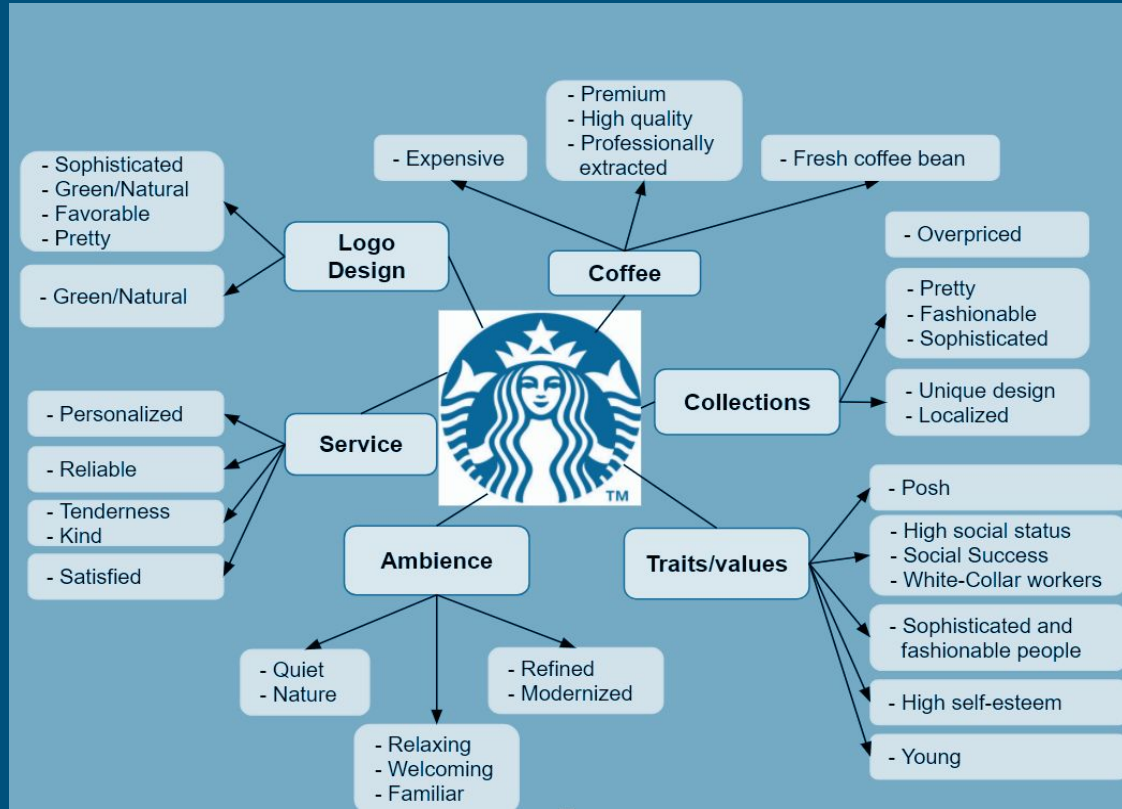 - Sophisticated
- Green/Natural
- Favorable
- Pretty
- Green/Natural
Logo
Design
- Expensive
- Premium
- High quality
- Professionally
extracted
- Fresh coffee bean
Coffee
- Overpriced
- Pretty
- Fashionable
- Sophisticated
- Unique design
- Localized
Collections
- Personalized
- Reliable
- Tenderness
- Kind
- Satisfied
Service
TM
Ambience
- Quiet
- Nature
- Relaxing
- Welcoming
- Familiar
- Refined
- Modernized
Traits/values
- Posh
- High social status
- Social Success
- White-Collar workers
- Sophisticated and
fashionable people
- High self-esteem
- Young